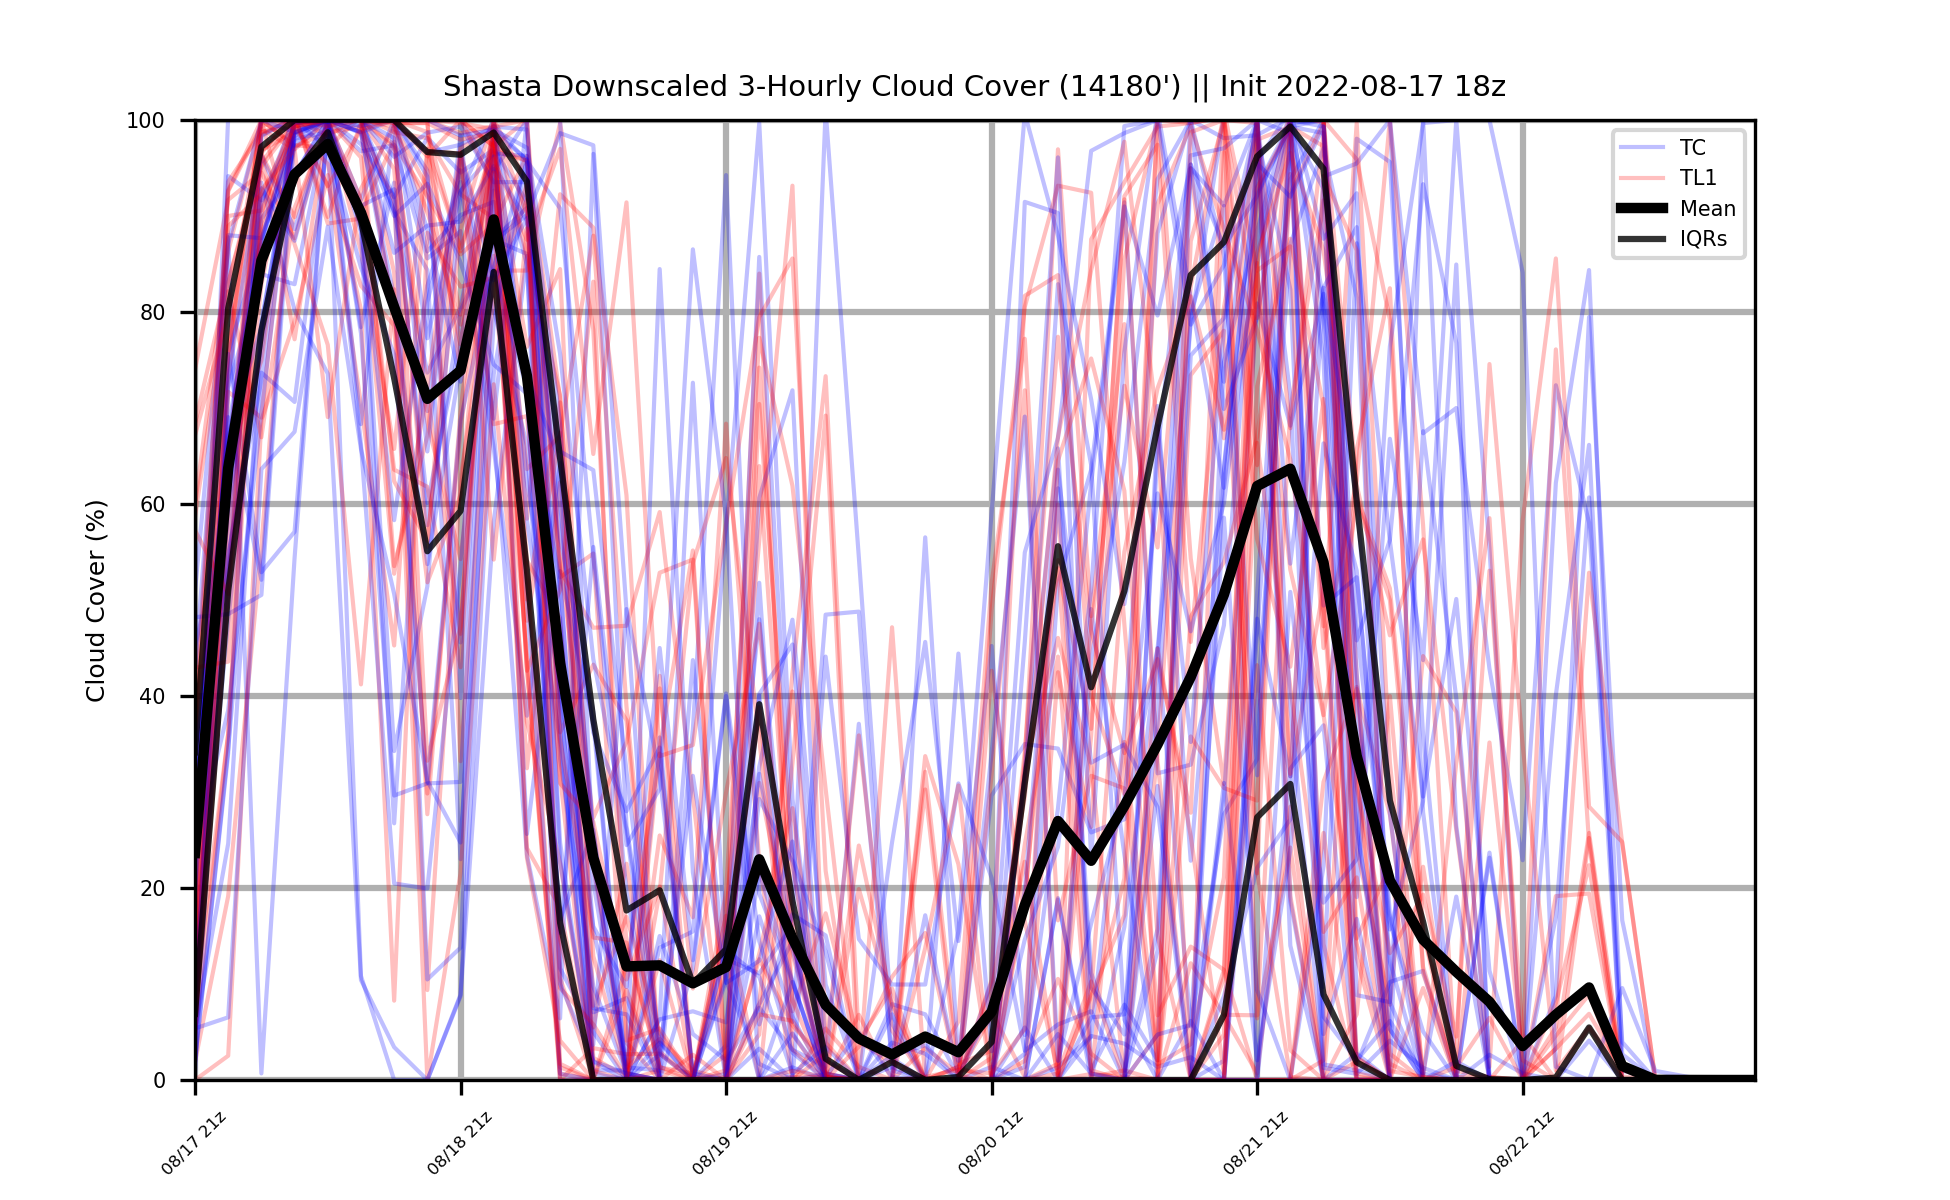 Shasta Downscaled 3-Hourly Cloud Cover (14180') || Init 2022-08-17 18z
TC
TL1
Mean
IQRs
Cloud Cover (%)
100
80
60
40
20
0
08/17 21z
08/18 21z
08/19 21z
08/20 21z
08/21 21z
08/22 21z